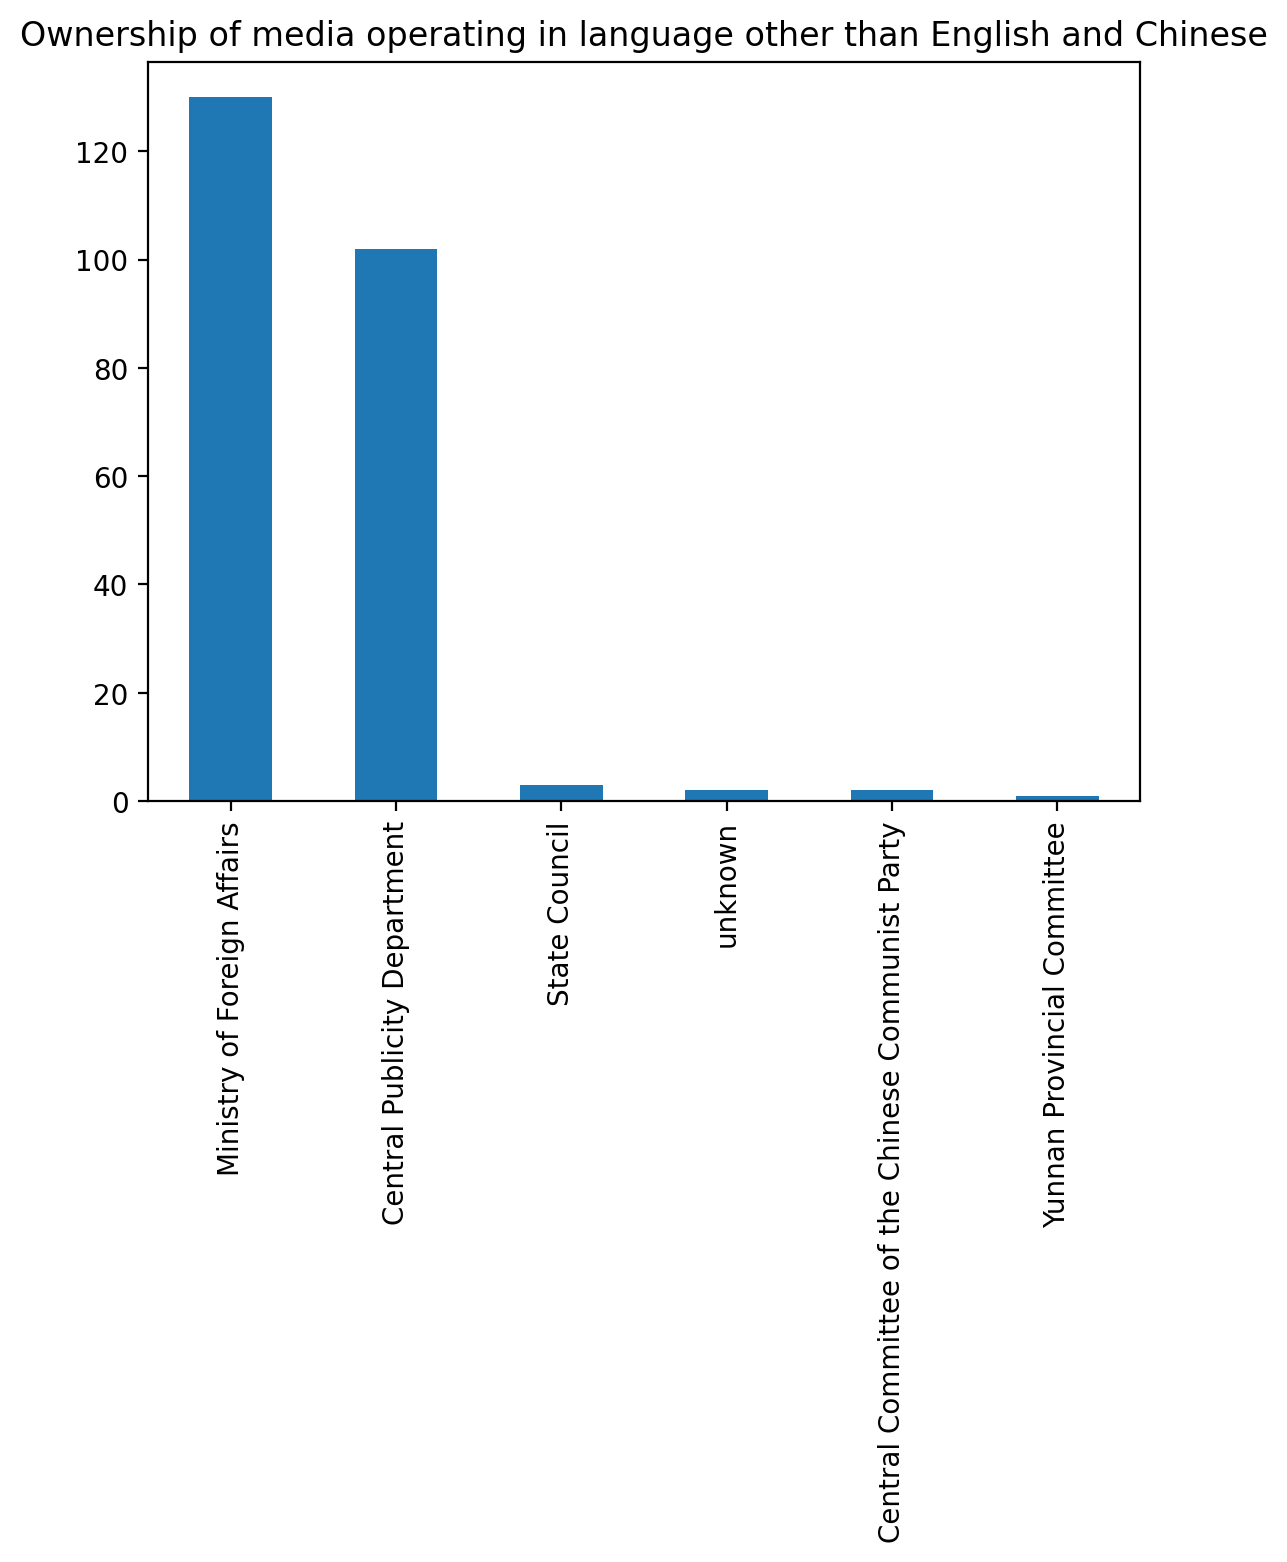 Ownership of media operating in language other than English and Chinese
120
100
80
60
40
20
0
Ministry of Foreign Affairs
Central Publicity Department
State Council
unknown
Central Committee of the Chinese Communist Party
Yunnan Provincial Committee